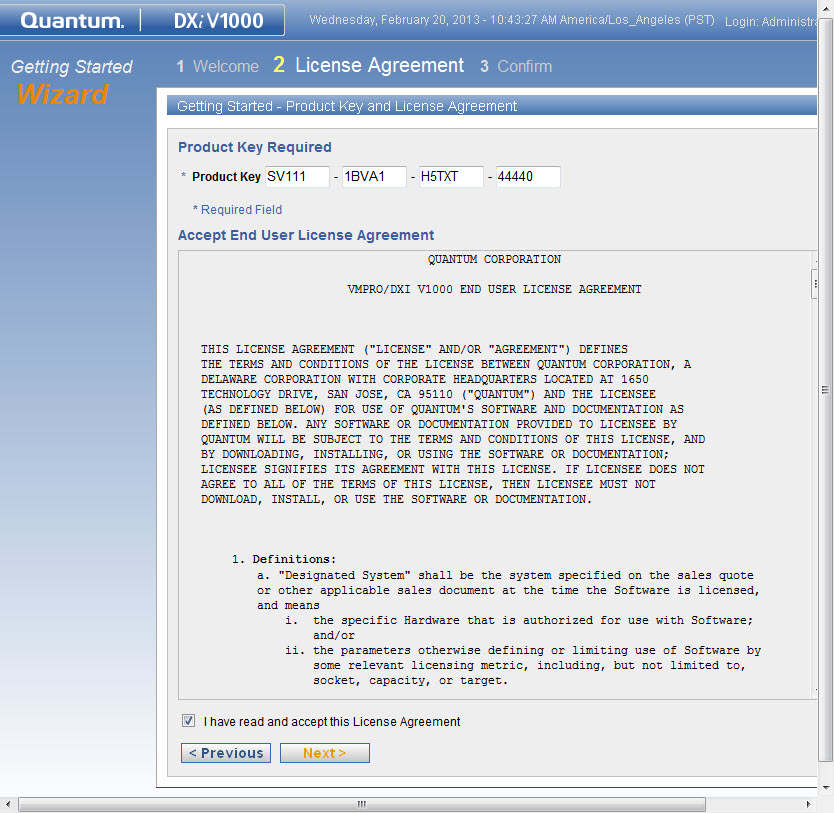 Quantum. DXi V1000 Wednesday, February 20, 2013 - 10:43:27 AM America/Los_Angeles (PST) Login: Administra
Getting Started 1 Welcome 2 License Agreement 3 Confirm
Wizard
Getting Started - Product Key and License Agreement
Product Key Required
* Product Key SV111 - 1BVA1 - H5TXT - 44440
* Required Field
Accept End User License Agreement
QUANTUM CORPORATION
VMPRO/DXI V1000 END USER LICENSE AGREEMENT
THIS LICENSE AGREEMENT ("LICENSE" AND/OR "AGREEMENT") DEFINES
THE TERMS AND CONDITIONS OF THE LICENSE BETWEEN QUANTUM CORPORATION, A
DELAWARE CORPORATION WITH CORPORATE HEADQUARTERS LOCATED AT 1650
TECHNOLOGY DRIVE, SAN JOSE, CA 95110 ("QUANTUM") AND THE LICENSEE
(AS DEFINED BELOW) FOR USE OF QUANTUM'S SOFTWARE AND DOCUMENTATION AS
DEFINED BELOW. ANY SOFTWARE OR DOCUMENTATION PROVIDED TO LICENSEE BY
QUANTUM WILL BE SUBJECT TO THE TERMS AND CONDITIONS OF THIS LICENSE, AND
BY DOWNLOADING, INSTALLING, OR USING THE SOFTWARE OR DOCUMENTATION;
LICENSEE SIGNIFIES ITS AGREEMENT WITH THIS LICENSE. IF LICENSEE DOES NOT
AGREE TO ALL OF THE TERMS OF THIS LICENSE, THEN LICENSEE MUST NOT
DOWNLOAD, INSTALL, OR USE THE SOFTWARE OR DOCUMENTATION.
1. Definitions:
a. "Designated System" shall be the system specified on the sales quote
or other applicable sales document at the time the Software is licensed,
and means
i. the specific Hardware that is authorized for use with Software;
and/or
ii. the parameters otherwise defining or limiting use of Software by
some relevant licensing metric, including, but not limited to,
socket, capacity, or target.
I have read and accept this License Agreement
< Previous Next >